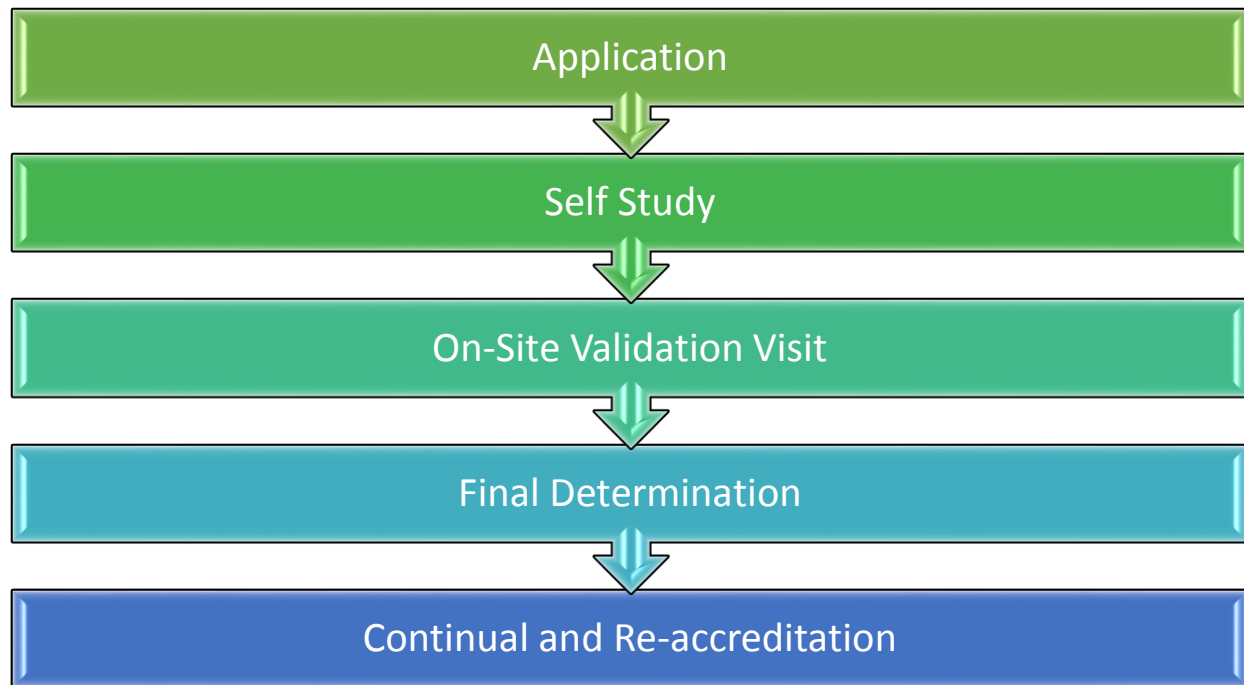 Application
Self Study
On-Site Validation Visit
Final Determination
Continual and Re-accreditation